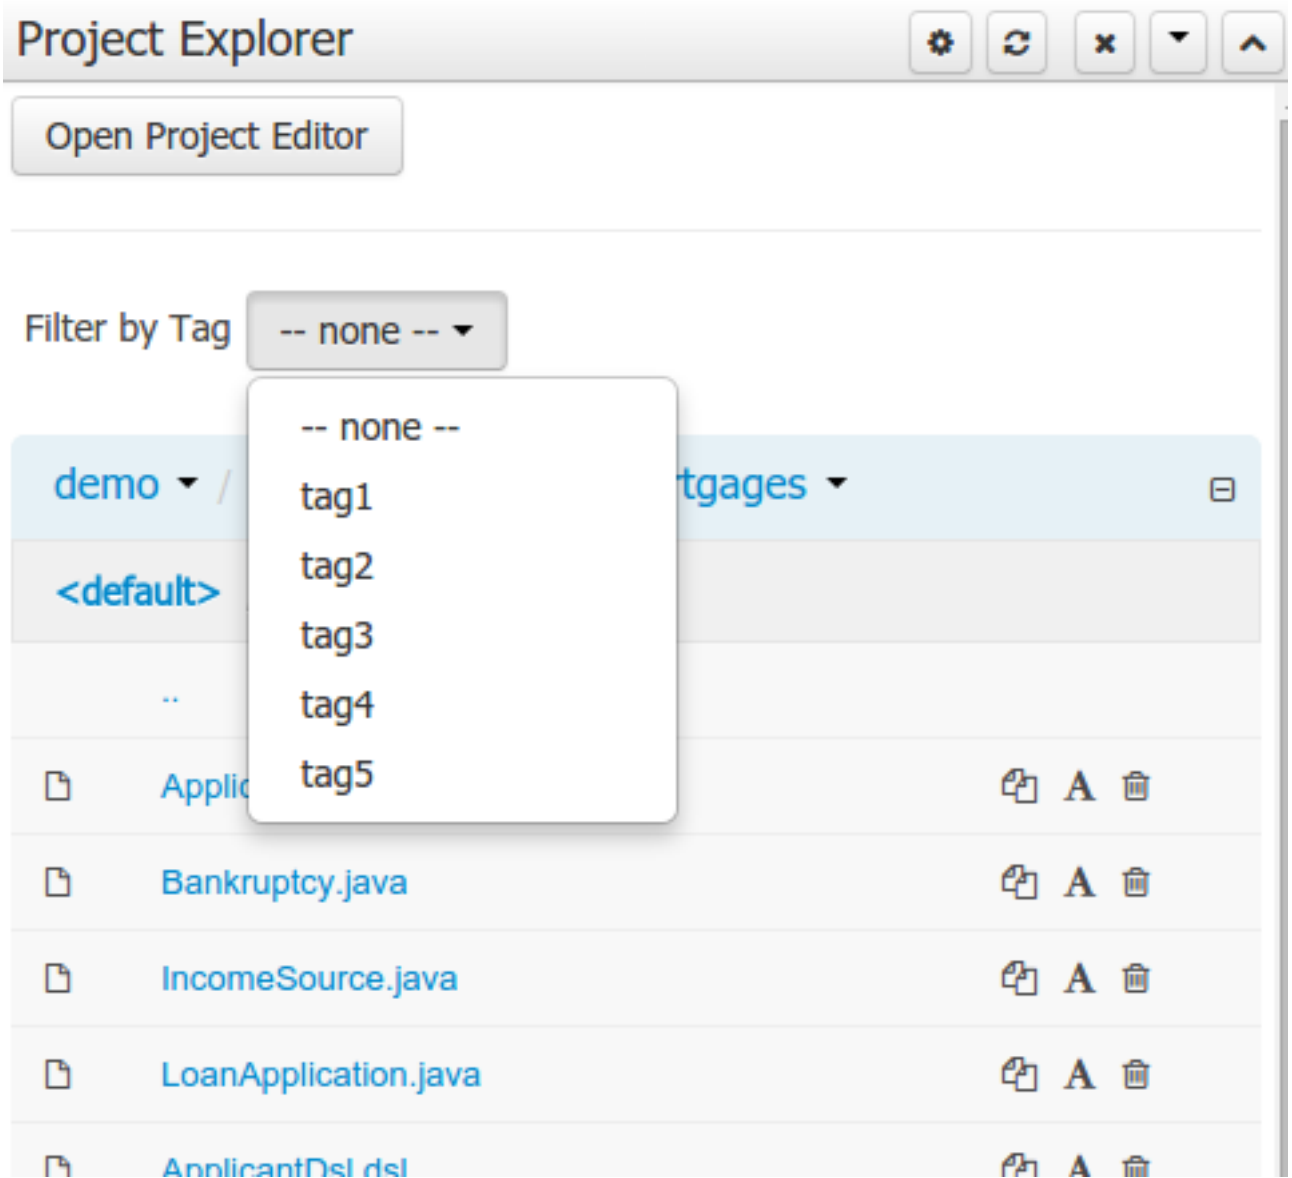 Project Explorer
Open Project Editor
Filter by Tag -- none --
-- none --
demo / tgages
tag1
tag2
<default>
tag3
..
tag4
tag5
Bankruptcy.java
IncomeSource.java
LoanApplication.java
ApplicantDsl.dsl